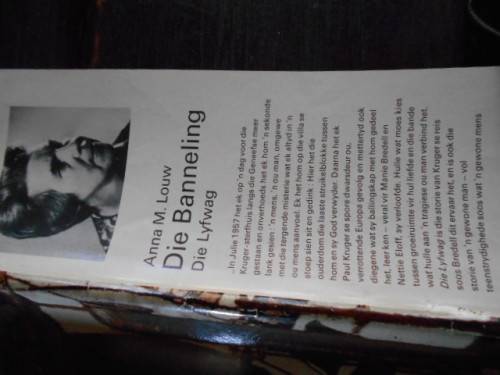 Anna M. Louw
Die Banneling
Die Lyfwag
„In Julie 1957 het ek op 'n dag voor die
Kruger-sterfhuis langs die Geneefse meer
gestaan en onverhoeds het ek hom 'n sekonde
lank gesien: 'n mens, 'n ou man, omgewe
met die tergende misterie wat ek altyd in 'n
ou mens aanvoel. Ek het hom op die villa se
stoep sien sit en gedink: Hier het die
ouderdom die laaste struikelblokke tussen
hom en sy God verwyder. Daarna het ek
Paul Kruger se spore dwarsdeur ou,
verrottende Europa gevolg en mettertyd ook
diegene wat sy ballingskap met hom gedeel
het, leer ken – veral vir Manie Bredell en
Nettie Eloff, sy verloofde. Hulle wat moes kies
tussen groeiruimte vir hul liefde en die bande
wat hulle aan 'n tragiese ou man verbind het.
Die Lyfwag is die storie van Kruger se reis
soos Bredell dit ervaar het, en is ook die
storie van 'n gewone man – vol
teenstrydighede soos wat 'n gewone mens